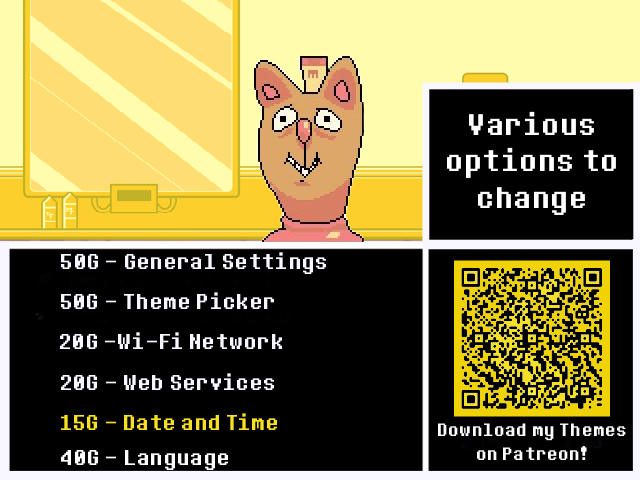 Various
options to
change
50G - General Settings
50G - Theme Picker
20G -Wi-Fi Network
20G - Web Services
15G - Date and Time
40G - Language
Download my Themes
on Patreon!